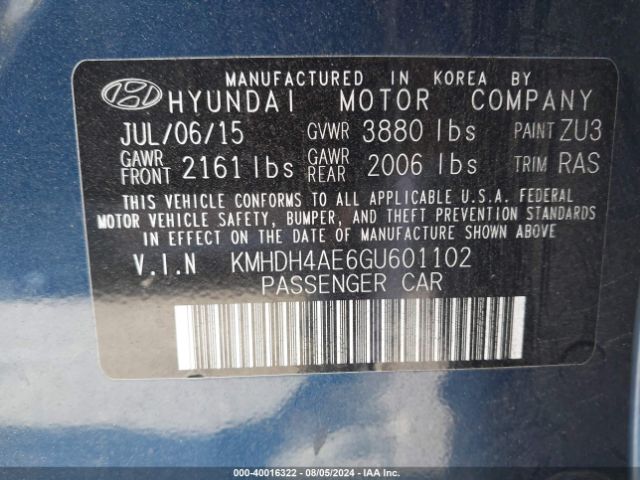 MANUFACTURED IN KOREA BY
HYUNDAI MOTOR COMPANY
JUL/06/15 GVWR 3880 lbs PAINT ZU3
GAWR FRONT 2161 lbs GAWR REAR 2006 lbs TRIM RAS
THIS VEHICLE CONFORMS TO ALL APPLICABLE U.S.A. FEDERAL
MOTOR VEHICLE SAFETY, BUMPER, AND THEFT PREVENTION STANDARDS
IN EFFECT ON THE DATE OF MANUFACTURE SHOWN ABOVE
V.I.N KMHDH4AE6GU601102
PASSENGER CAR
000-40016322 - 08/05/2024 - IAA Inc.